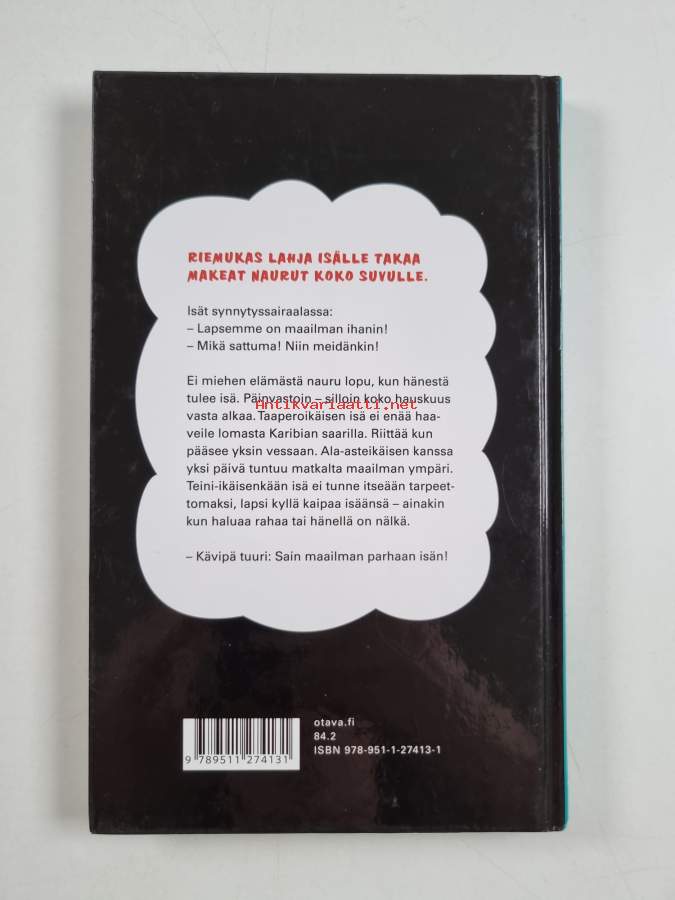 RIEMUKAS LAHJA ISÄLLE TAKAA
MAKEAT NAURUT KOKO SUVULLE.
Isät synnytyssairaalassa:
– Lapsemme on maailman ihanin!
– Mikä sattuma! Niin meidänkin!
Ei miehen elämästä nauru lopu, kun hänestä
tulee isä. Päinvastoin – silloin koko hauskuus
Antikvariaatti.net
vasta alkaa. Taaperoikäisen isä ei enää haa-
veile lomasta Karibian saarilla. Riittää kun
pääsee yksin vessaan. Ala-asteikäisen kanssa
yksi päivä tuntuu matkalta maailman ympäri.
Teini-ikäisenkään isä ei tunne itseään tarpeet-
tomaksi, lapsi kyllä kaipaa isäänsä – ainakin
kun haluaa rahaa tai hänellä on nälkä.
– Kävipä tuuri: Sain maailman parhaan isän!
otava.fi
84.2
ISBN 978-951-1-27413-1
9 789511 274131